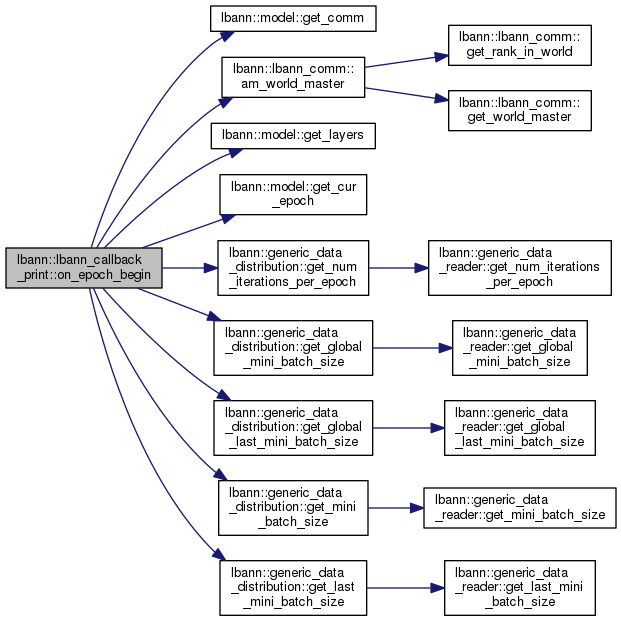 lbann::model::get_comm
lbann::lbann_comm::
am_world_master
lbann::lbann_comm::
get_rank_in_world
lbann::lbann_comm::
get_world_master
lbann::model::get_layers
lbann::model::get_cur
_epoch
lbann::lbann_callback
_print::on_epoch_begin
lbann::generic_data
_distribution::get_num
_iterations_per_epoch
lbann::generic_data
_reader::get_num_iterations
_per_epoch
lbann::generic_data
_distribution::get_global
_mini_batch_size
lbann::generic_data
_reader::get_global
_mini_batch_size
lbann::generic_data
_distribution::get_global
_last_mini_batch_size
lbann::generic_data
_reader::get_global
_last_mini_batch_size
lbann::generic_data
_distribution::get_mini
_batch_size
lbann::generic_data
_reader::get_mini_batch_size
lbann::generic_data
_distribution::get_last
_mini_batch_size
lbann::generic_data
_reader::get_last_mini
_batch_size